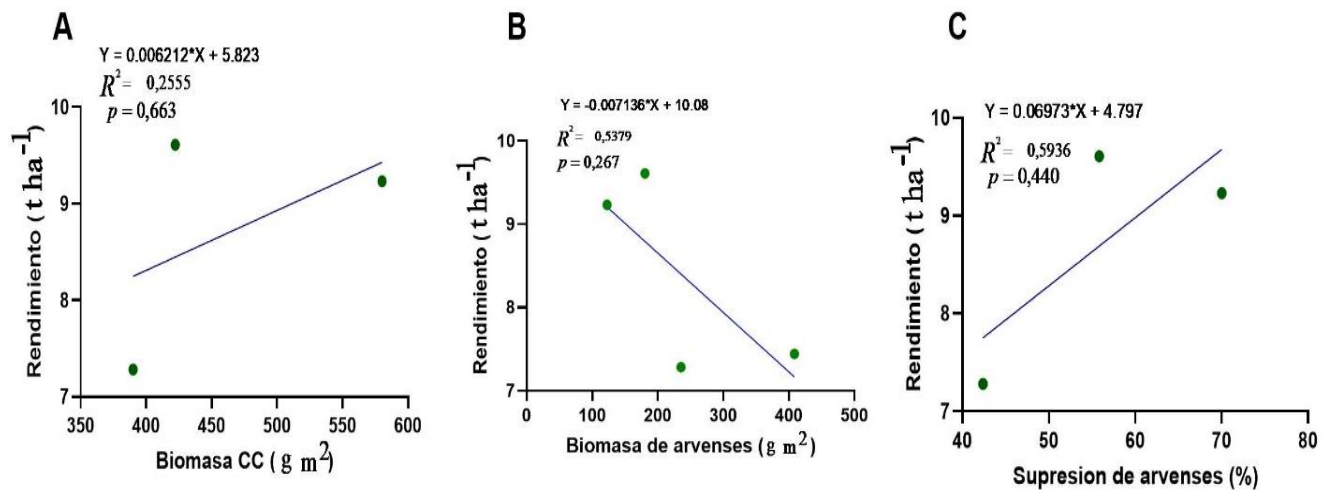 A
Y = 0.006212*X + 5.823
R² = 0,2555
p = 0,663
10
9
8
7
350 400 450 500 550 600
Rendimiento ( t ha⁻¹)
Biomasa CC ( g m²)
B
Y = -0.007136*X + 10.08
R² = 0,5379
p = 0,267
10
9
8
7
0 100 200 300 400 500
Rendimiento ( t ha⁻¹)
Biomasa de arvenses (g m²)
C
Y = 0.06973*X + 4.797
R² = 0,5936
p = 0,440
10
9
8
7
40 50 60 70 80
Rendimiento ( t ha⁻¹)
Supresion de arvenses (%)